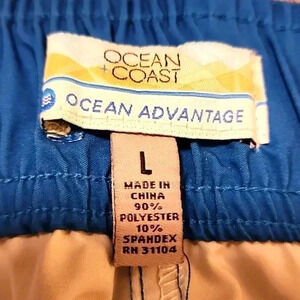 OCEAN
+ COAST
OCEAN ADVANTAGE
L
MADE IN
CHINA
90%
POLYESTER
10%
SPANDEX
RN 31104